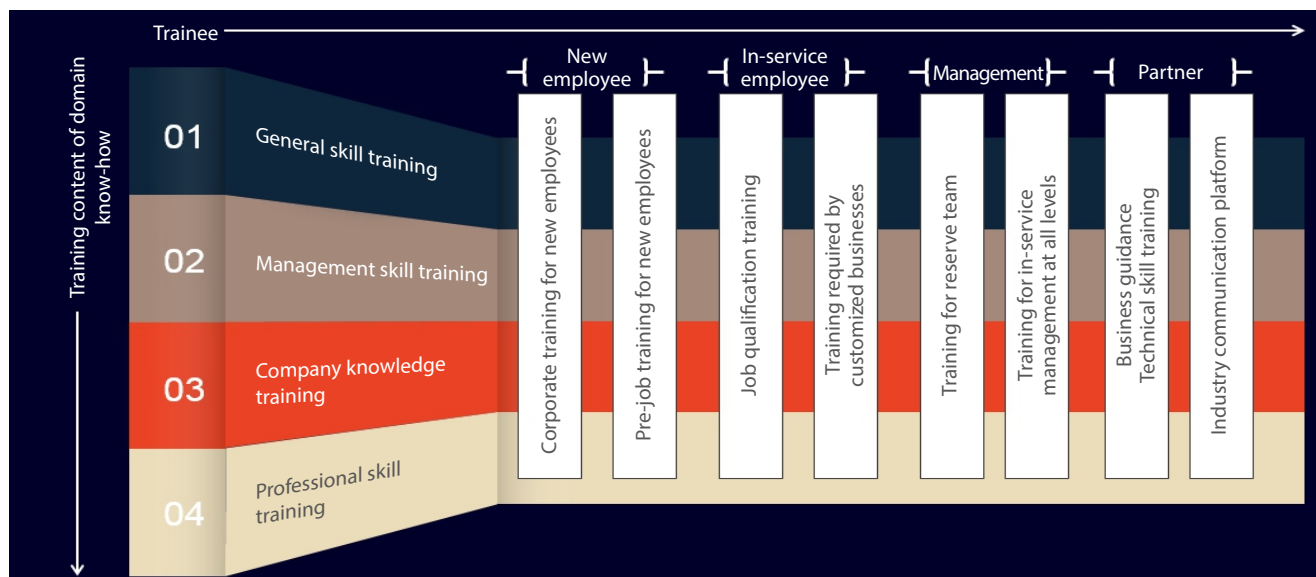 Trainee
Training content of domain
know-how
New
employee
In-service
employee
Management
Partner
01
General skill training
02
Management skill training
03
Company knowledge
training
04
Professional skill
training
Corporate training for new employees
Pre-job training for new employees
Job qualification training
Training required by
customized businesses
Training for reserve team
Training for in-service
management at all levels
Business guidance
Technical skill training
Industry communication platform